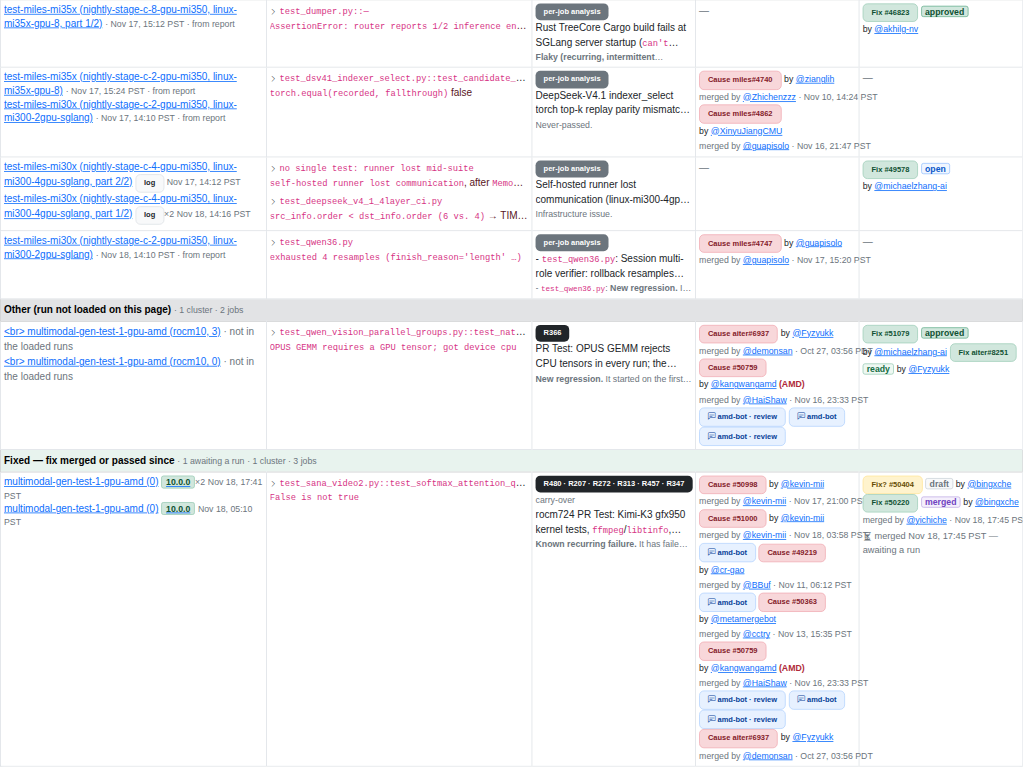 test-miles-mi35x (nightly-stage-c-8-gpu-mi350, linux-
mi35x-gpu-8, part 1/2) · Nov 17, 15:12 PST · from report
test_dumper.py::—
AssertionError: router reports 1/2 inference en…
per-job analysis
Rust TreeCore Cargo build fails at
SGLang server startup (can't…
Flaky (recurring, intermittent…
—
Fix #46823 approved
by @akhilg-nv
test-miles-mi35x (nightly-stage-c-2-gpu-mi350, linux-
mi35x-gpu-8) · Nov 17, 15:24 PST · from report
test-miles-mi30x (nightly-stage-c-2-gpu-mi350, linux-
mi300-2gpu-sglang) · Nov 17, 14:10 PST · from report
test_dsv41_indexer_select.py::test_candidate_…
torch.equal(recorded, fallthrough) false
per-job analysis
DeepSeek-V4.1 indexer_select
torch top-k replay parity mismatc…
Never-passed.
Cause miles#4740 by @zianglih
merged by @Zhichenzzz · Nov 10, 14:24 PST
Cause miles#4862
by @XinyuJiangCMU
merged by @guapisolo · Nov 16, 21:47 PST
—
test-miles-mi30x (nightly-stage-c-4-gpu-mi350, linux-
mi300-4gpu-sglang, part 2/2) log Nov 17, 14:12 PST
test-miles-mi30x (nightly-stage-c-4-gpu-mi350, linux-
mi300-4gpu-sglang, part 1/2) log ×2 Nov 18, 14:16 PST
no single test: runner lost mid-suite
self-hosted runner lost communication, after Memo…
test_deepseek_v4_1_4layer_ci.py
src_info.order < dst_info.order (6 vs. 4) → TIM…
per-job analysis
Self-hosted runner lost
communication (linux-mi300-4gp…
Infrastructure issue.
—
Fix #49578 open
by @michaelzhang-ai
test-miles-mi30x (nightly-stage-c-2-gpu-mi350, linux-
mi300-2gpu-sglang) · Nov 18, 14:10 PST · from report
test_qwen36.py
exhausted 4 resamples (finish_reason='length' …)
per-job analysis
- test_qwen36.py: Session multi-
role verifier: rollback resamples…
- test_qwen36.py: New regression. I…
Cause miles#4747 by @guapisolo
merged by @guapisolo · Nov 17, 15:20 PST
—
Other (run not loaded on this page) · 1 cluster · 2 jobs
<br> multimodal-gen-test-1-gpu-amd (rocm10, 3) · not in
the loaded runs
<br> multimodal-gen-test-1-gpu-amd (rocm10, 0) · not in
the loaded runs
test_qwen_vision_parallel_groups.py::test_nat…
OPUS GEMM requires a GPU tensor; got device cpu
R366
PR Test: OPUS GEMM rejects
CPU tensors in every run; the…
New regression. It started on the first…
Cause aiter#6937 by @Fyzyukk
merged by @demonsan · Oct 27, 03:56 PDT
Cause #50759
by @kangwangamd (AMD)
merged by @HaiShaw · Nov 16, 23:33 PST
amd-bot · review amd-bot
amd-bot · review
Fix #51079 approved
by @michaelzhang-ai Fix aiter#8251
ready by @Fyzyukk
Fixed — fix merged or passed since · 1 awaiting a run · 1 cluster · 3 jobs
multimodal-gen-test-1-gpu-amd (0) 10.0.0 ×2 Nov 18, 17:41
PST
multimodal-gen-test-1-gpu-amd (0) 10.0.0 Nov 18, 05:10
PST
test_sana_video2.py::test_softmax_attention_q…
False is not true
R480 · R207 · R272 · R313 · R457 · R347
carry-over
rocm724 PR Test: Kimi-K3 gfx950
kernel tests, ffmpeg/libtinfo,…
Known recurring failure. It has faile…
Cause #50998 by @kevin-mii
merged by @kevin-mii · Nov 17, 21:00 PST
Cause #51000 by @kevin-mii
merged by @kevin-mii · Nov 18, 03:58 PST
amd-bot Cause #49219
by @cr-gao
merged by @BBuf · Nov 11, 06:12 PST
amd-bot Cause #50363
by @metamergebot
merged by @cctry · Nov 13, 15:35 PST
Cause #50759
by @kangwangamd (AMD)
merged by @HaiShaw · Nov 16, 23:33 PST
amd-bot · review amd-bot
amd-bot · review
Cause aiter#6937 by @Fyzyukk
merged by @demonsan · Oct 27, 03:56 PDT
Fix? #50404 draft by @bingxche
Fix #50220 merged by @bingxche
merged by @yichiche · Nov 18, 17:45 PS
merged Nov 18, 17:45 PST —
awaiting a run